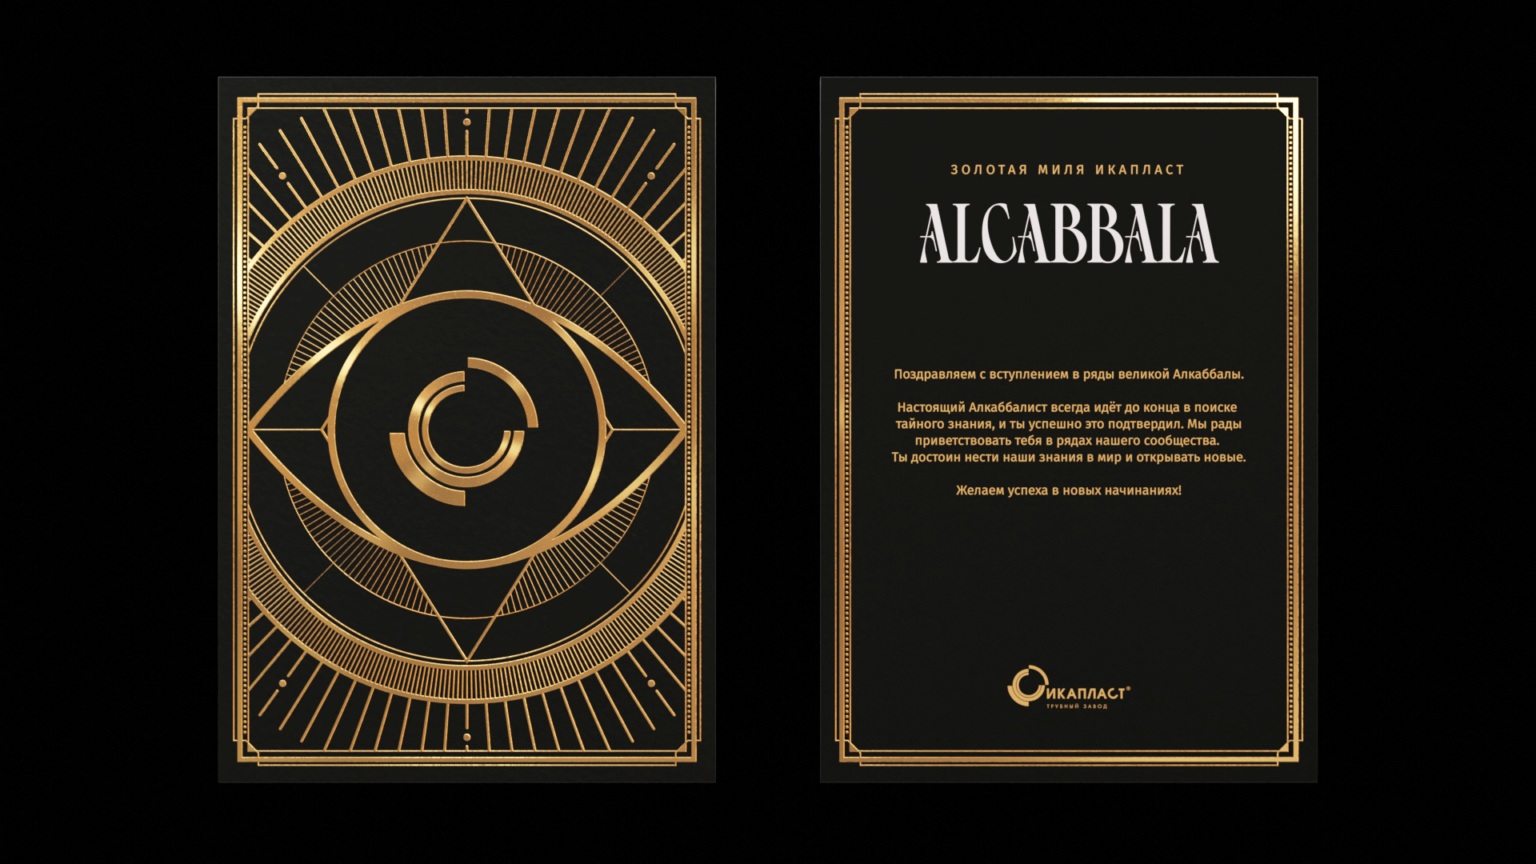 ЗОЛОТАЯ МИЛЯ ИКАПЛАСТ
ALCABBALA
Поздравляем с вступлением в ряды великой Алкаббалы.
Настоящий Алкаббалист всегда идёт до конца в поиске
тайного знания, и ты успешно это подтвердил. Мы рады
приветствовать тебя в рядах нашего сообщества.
Ты достоин нести наши знания в мир и открывать новые.
Желаем успеха в новых начинаниях!
ИКАПЛАСТ®
ТРУБНЫЙ ЗАВОД